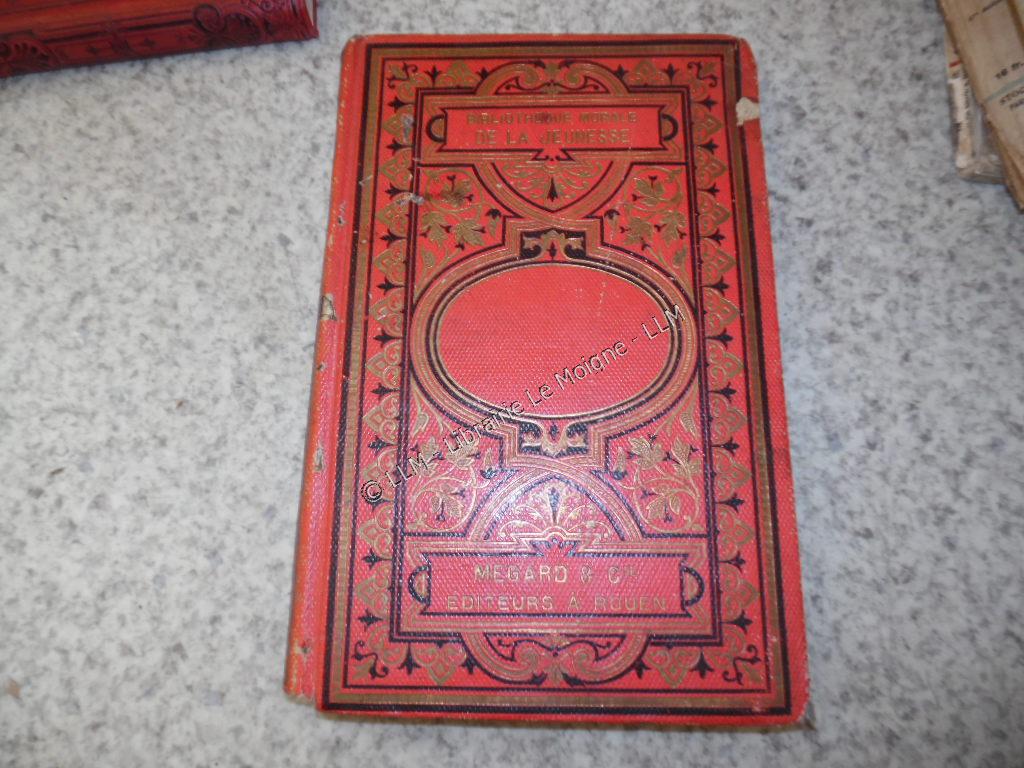 BIBLIOTHEQUE MORALE
DE LA JEUNESSE
© LLM - Librairie Le Moigne - LLM
MEGARD & Cie
EDITEURS A ROUEN